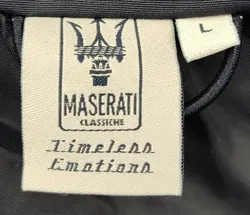 L
MASERATI
CLASSICHE
Timeless
Emotions